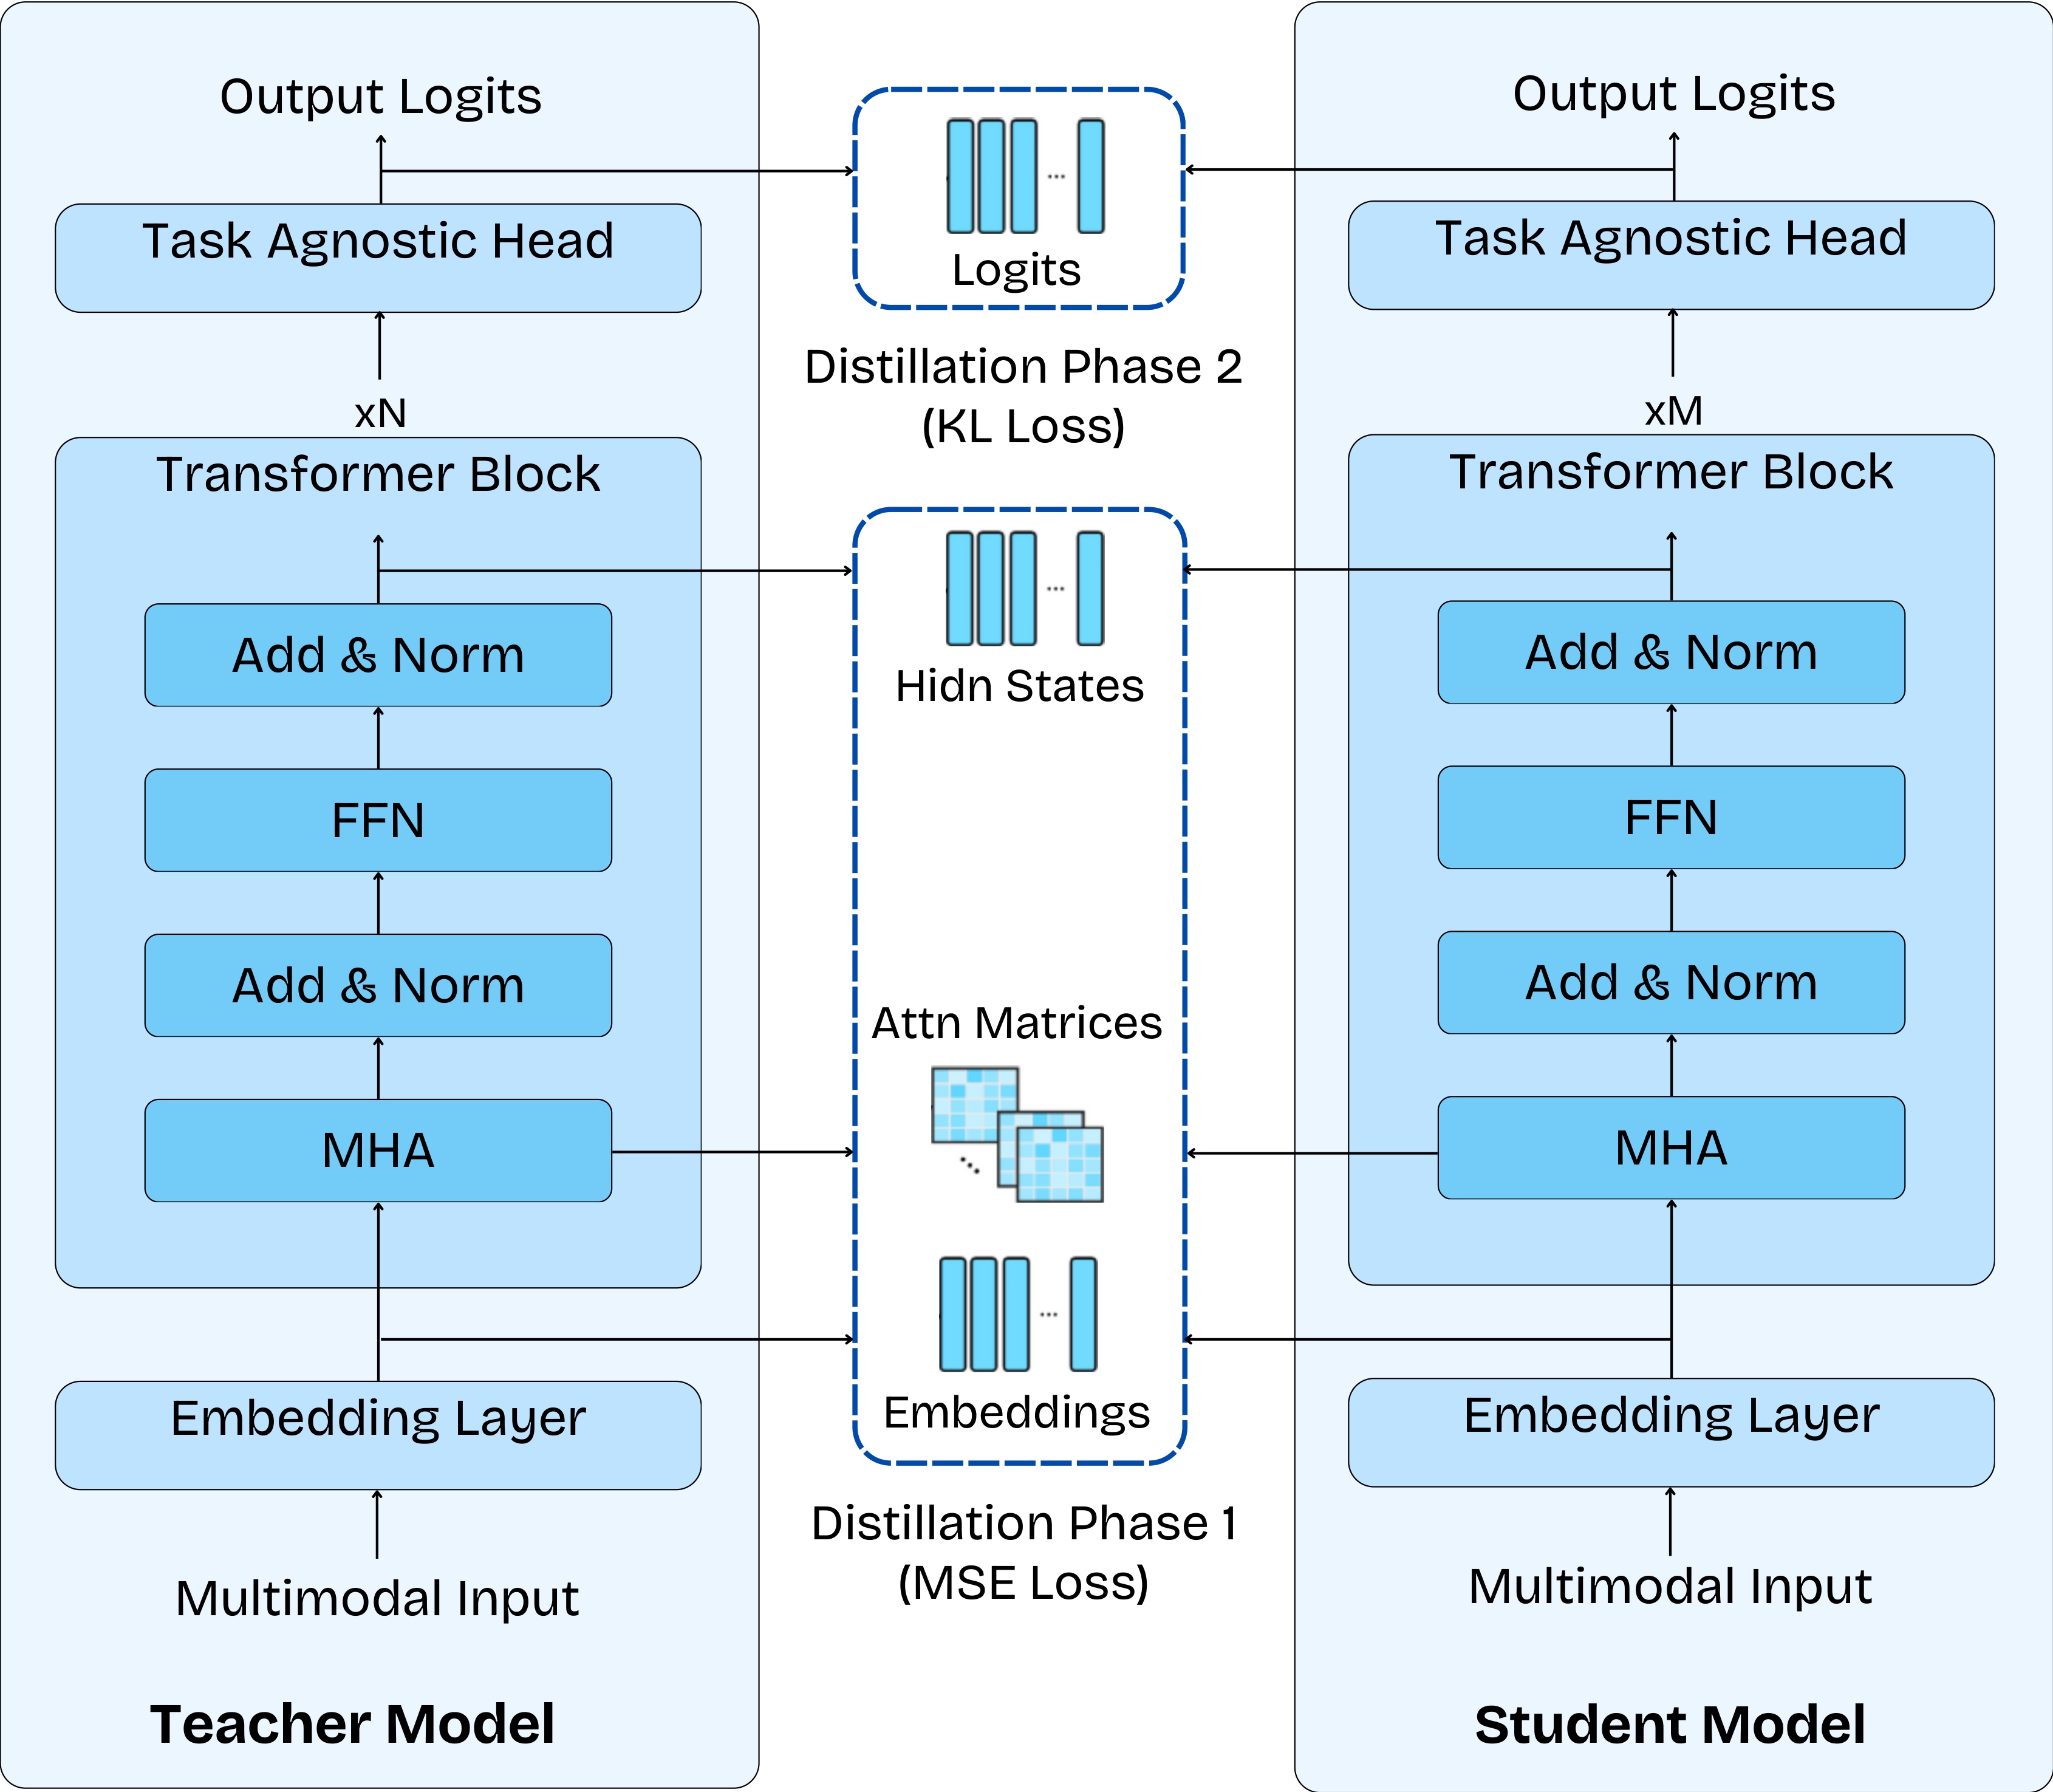 Output Logits
Task Agnostic Head
xN
Transformer Block
Add & Norm
FFN
Add & Norm
MHA
Embedding Layer
Multimodal Input
Teacher Model
Logits
Distillation Phase 2
(KL Loss)
Hidn States
Attn Matrices
Embeddings
Distillation Phase 1
(MSE Loss)
Output Logits
Task Agnostic Head
xM
Transformer Block
Add & Norm
FFN
Add & Norm
MHA
Embedding Layer
Multimodal Input
Student Model